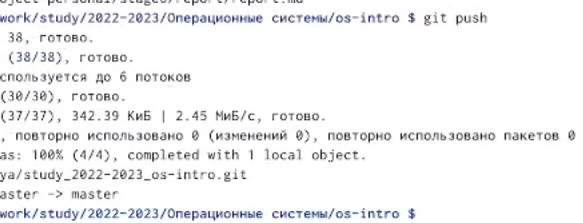 work/study/2022-2023/Операционные системы/os-intro $ git push
38, готово.
(38/38), готово.
спользуется до 6 потоков
(30/30), готово.
(37/37), 342.39 КиБ | 2.45 МиБ/с, готово.
, повторно использовано 0 (изменений 0), повторно использовано пакетов 0
as: 100% (4/4), completed with 1 local object.
ya/study_2022-2023_os-intro.git
aster -> master
work/study/2022-2023/Операционные системы/os-intro $